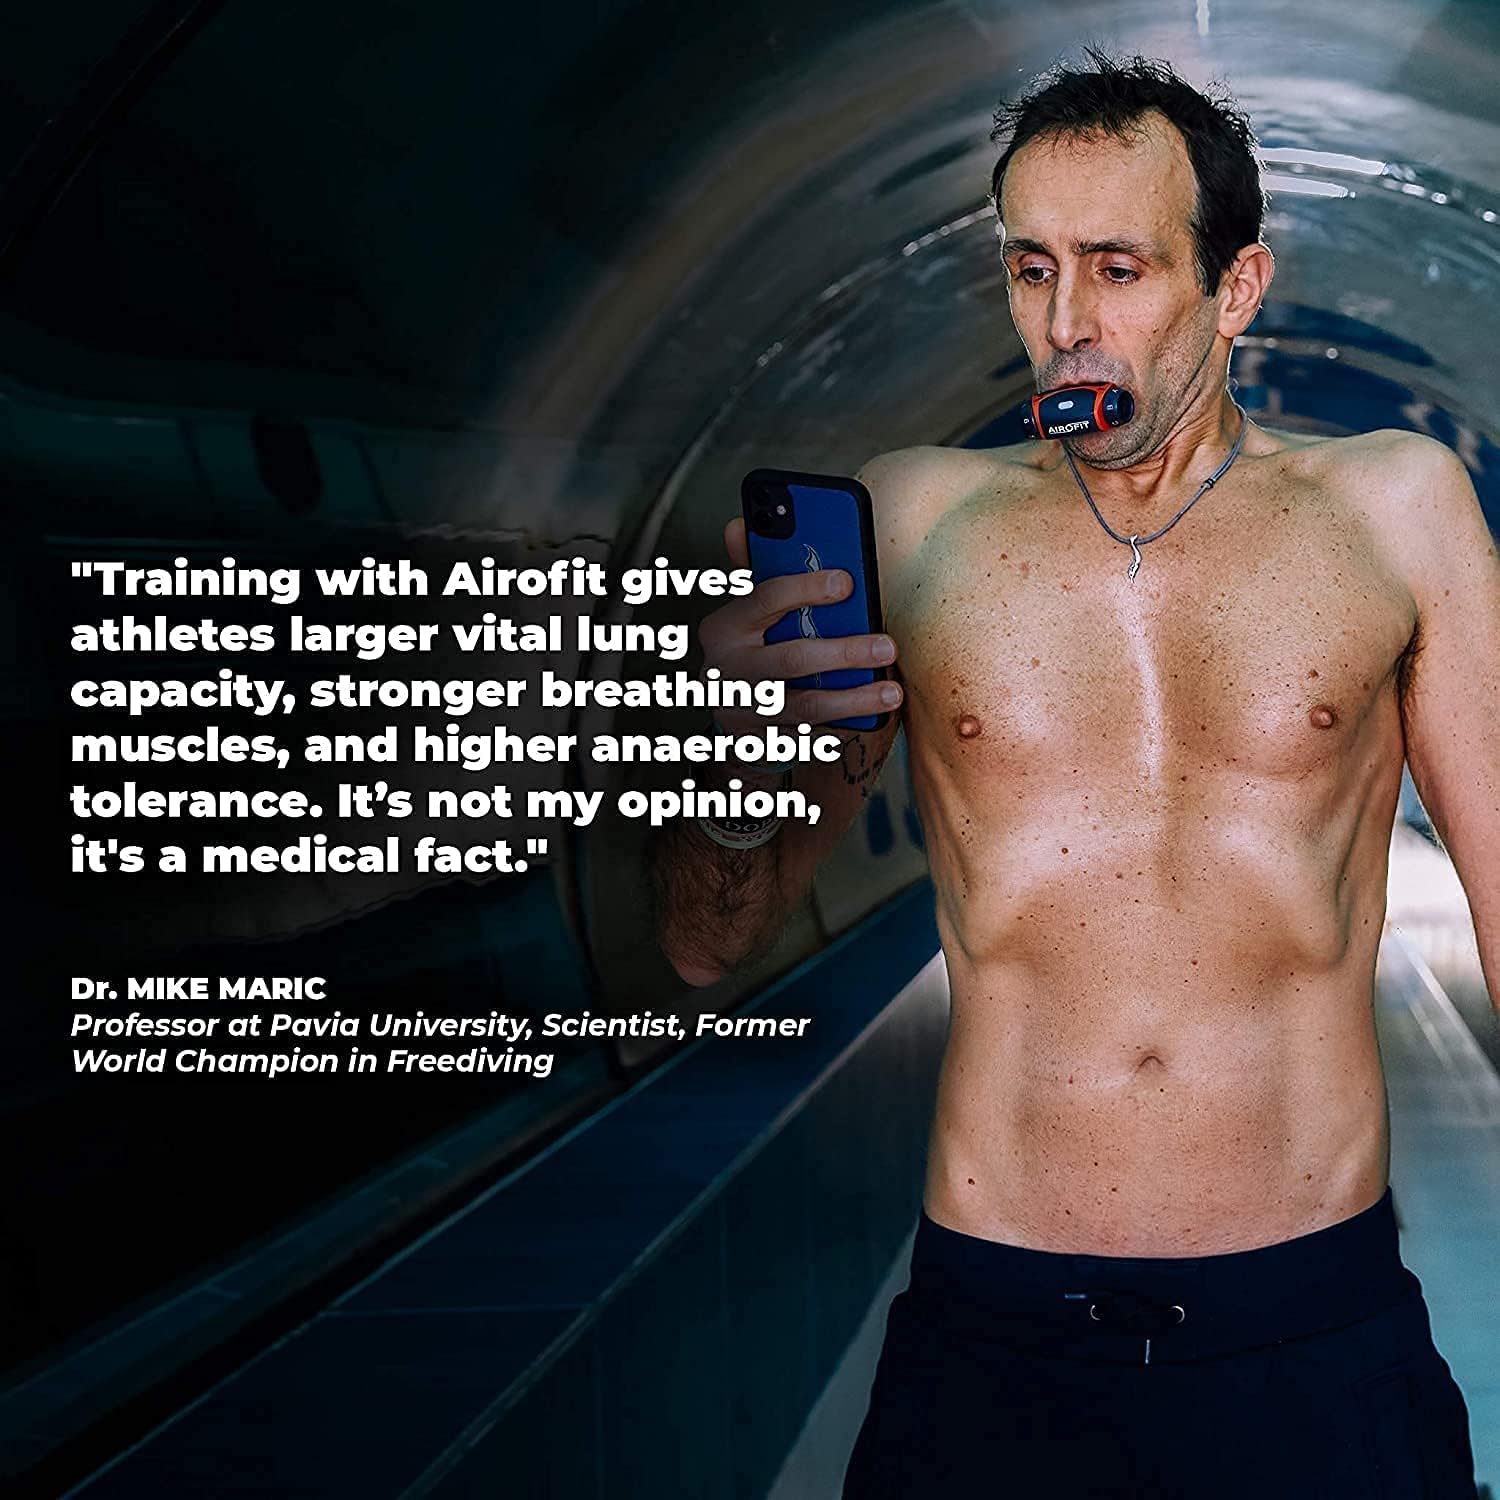 AIROFIT
"Training with Airofit gives
athletes larger vital lung
capacity, stronger breathing
muscles, and higher anaerobic
tolerance. It’s not my opinion,
it's a medical fact."
Dr. MIKE MARIC
Professor at Pavia University, Scientist, Former
World Champion in Freediving